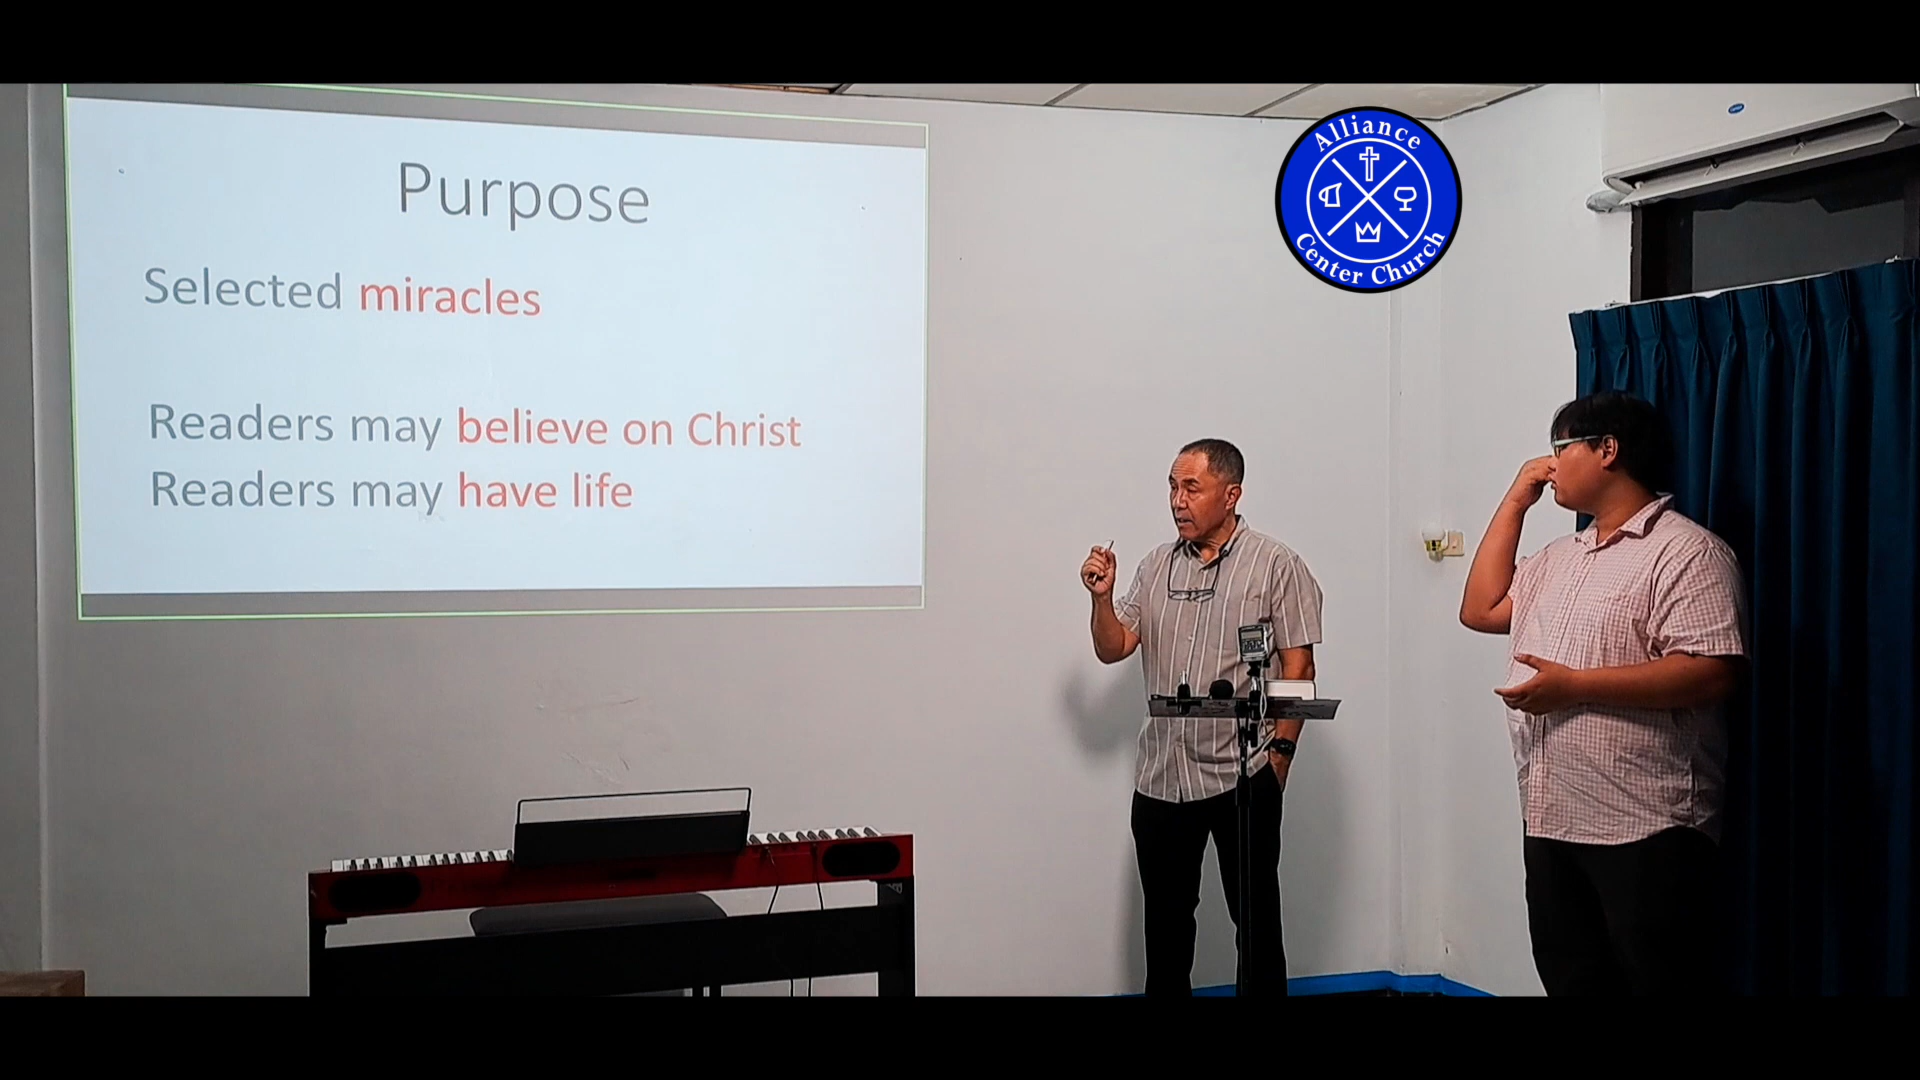 Purpose
Selected miracles
Readers may believe on Christ
Readers may have life
Alliance
Center Church